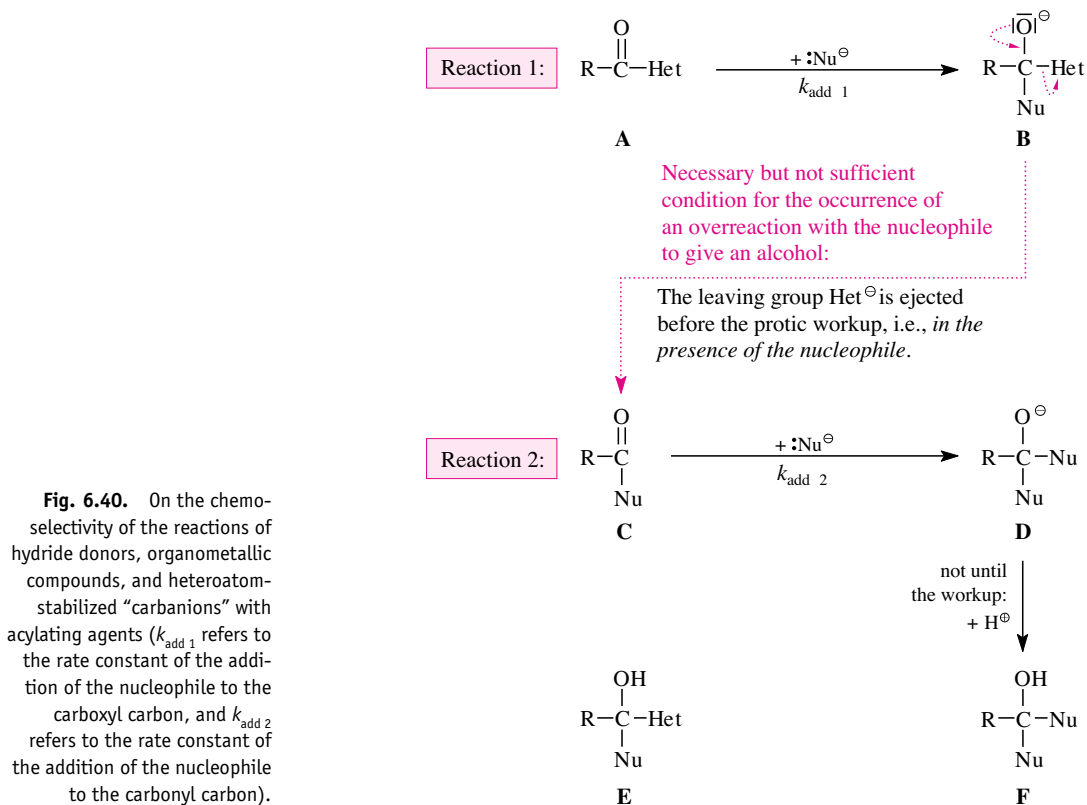 Reaction 1:
O
R–C–Het
+ :Nu⊖
k add 1
|O|⊖
R–C–Het
Nu
A
B
Necessary but not sufficient
condition for the occurrence of
an overreaction with the nucleophile
to give an alcohol:
The leaving group Het⊖ is ejected
before the protic workup, i.e., in the
presence of the nucleophile.
Reaction 2:
O
R–C
Nu
+ :Nu⊖
k add 2
O⊖
R–C–Nu
Nu
C
D
not until
the workup:
+ H⊕
OH
R–C–Het
Nu
E
OH
R–C–Nu
Nu
F
Fig. 6.40. On the chemo-
selectivity of the reactions of
hydride donors, organometallic
compounds, and heteroatom-
stabilized “carbanions” with
acylating agents (k add 1 refers to
the rate constant of the addi-
tion of the nucleophile to the
carboxyl carbon, and k add 2
refers to the rate constant of
the addition of the nucleophile
to the carbonyl carbon).